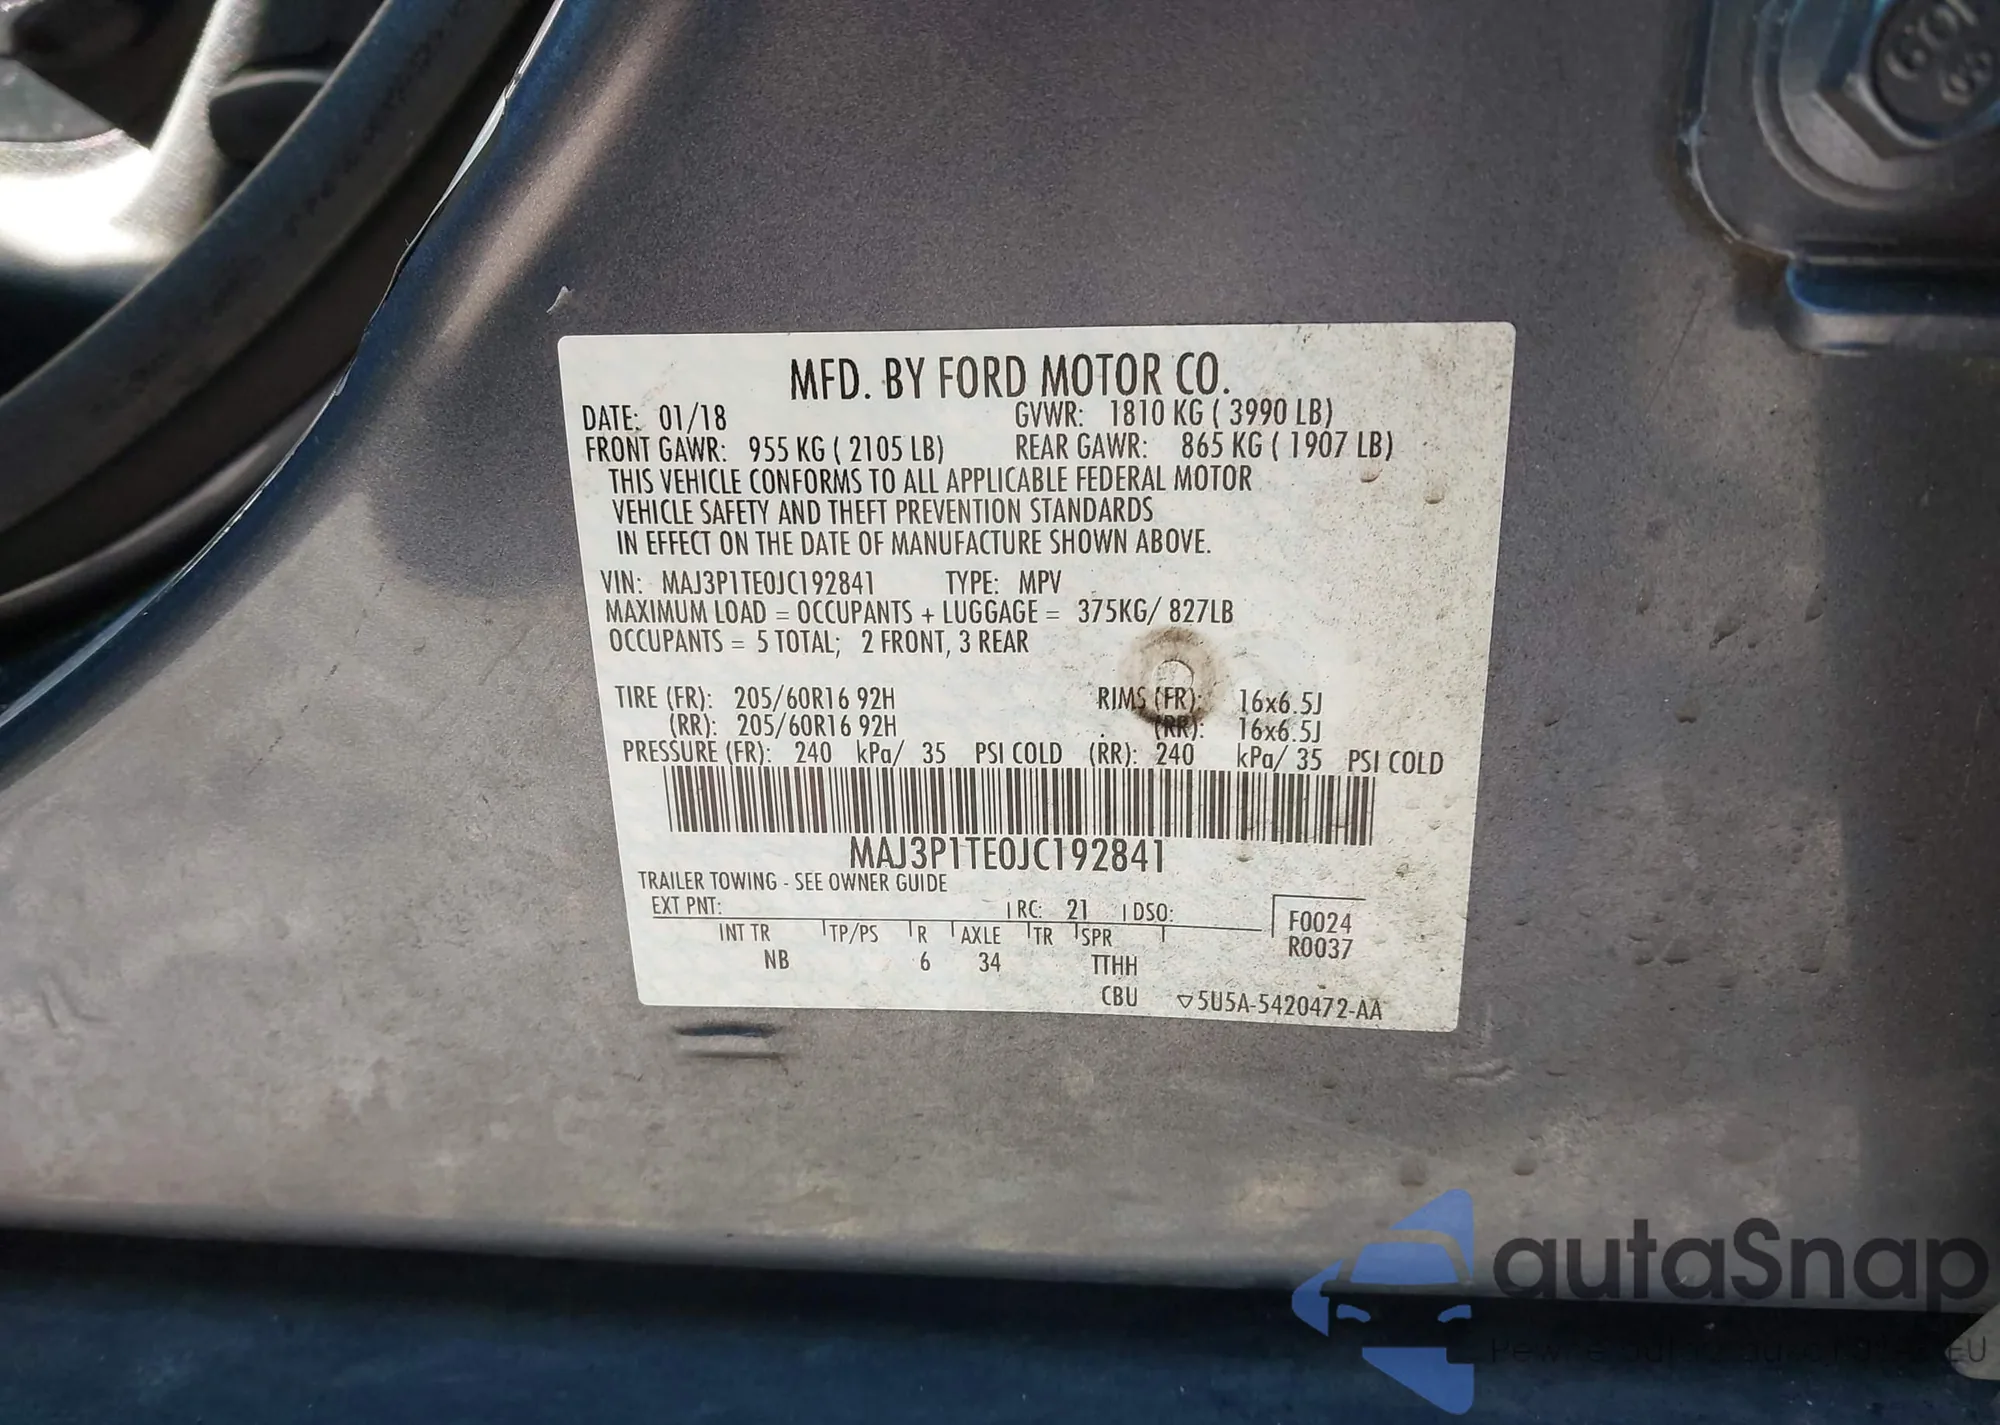 MFD. BY FORD MOTOR CO.
DATE: 01/18 GVWR: 1810 KG ( 3990 LB)
FRONT GAWR: 955 KG ( 2105 LB) REAR GAWR: 865 KG ( 1907 LB)
THIS VEHICLE CONFORMS TO ALL APPLICABLE FEDERAL MOTOR
VEHICLE SAFETY AND THEFT PREVENTION STANDARDS
IN EFFECT ON THE DATE OF MANUFACTURE SHOWN ABOVE.
VIN: MAJ3P1TE0JC192841 TYPE: MPV
MAXIMUM LOAD = OCCUPANTS + LUGGAGE = 375KG/ 827LB
OCCUPANTS = 5 TOTAL; 2 FRONT, 3 REAR
TIRE (FR): 205/60R16 92H RIMS (FR): 16x6.5J
(RR): 205/60R16 92H (RR): 16x6.5J
PRESSURE (FR): 240 kPa/ 35 PSI COLD (RR): 240 kPa/ 35 PSI COLD
MAJ3P1TE0JC192841
TRAILER TOWING - SEE OWNER GUIDE
EXT PNT: RC: 21 DSO: F0024
INT TR TP/PS R AXLE TR SPR R0037
NB 6 34 TTHH
CBU ▽5U5A-5420472-AA
autaSnap
EU